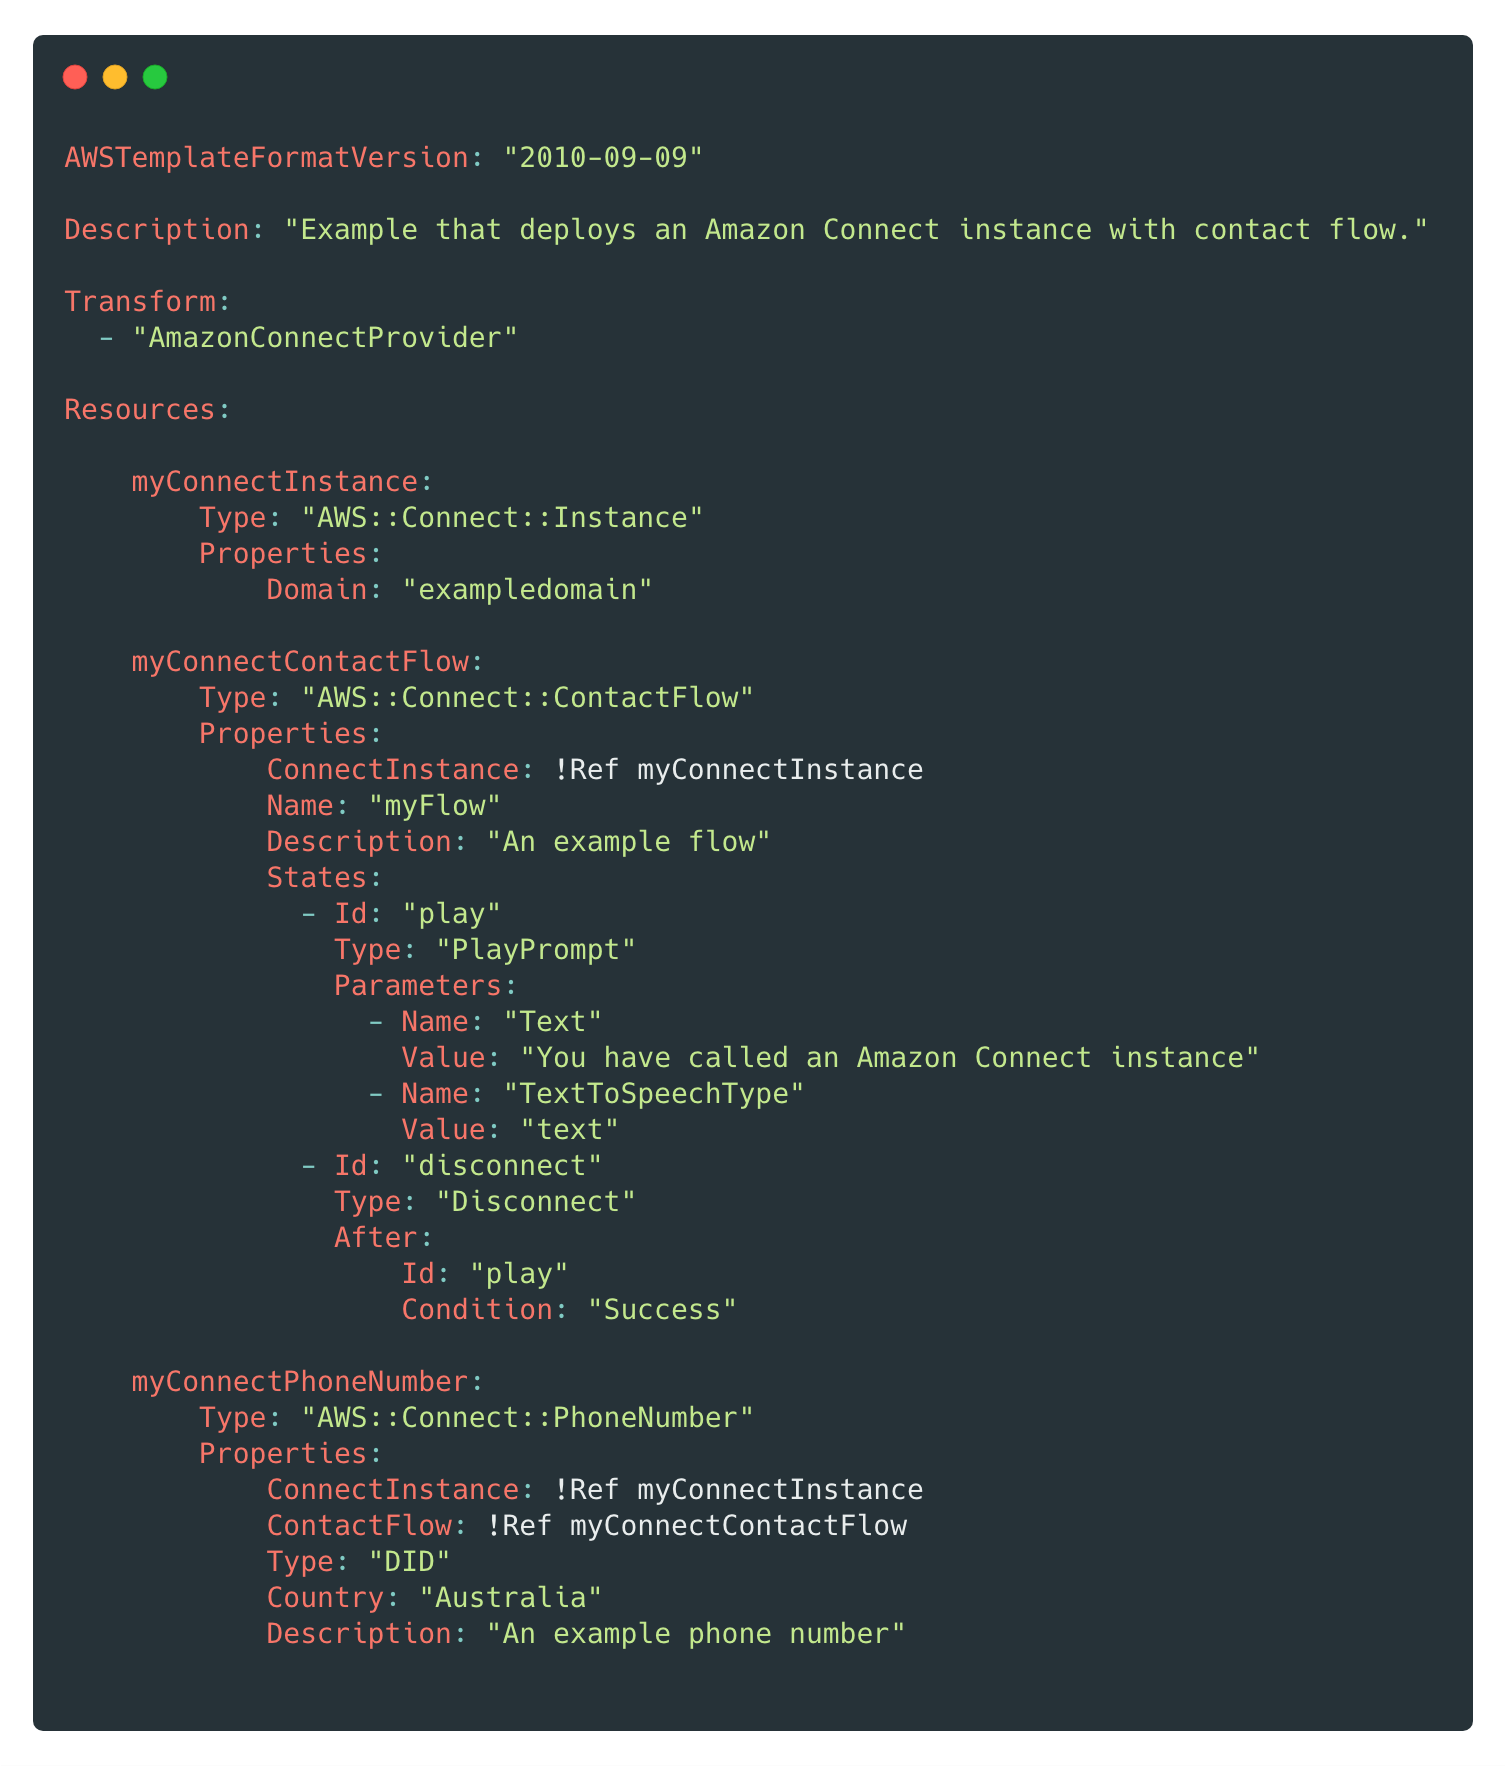 AWSTemplateFormatVersion: "2010-09-09"

Description: "Example that deploys an Amazon Connect instance with contact flow."

Transform:
  - "AmazonConnectProvider"

Resources:

    myConnectInstance:
        Type: "AWS::Connect::Instance"
        Properties:
            Domain: "exampledomain"

    myConnectContactFlow:
        Type: "AWS::Connect::ContactFlow"
        Properties:
            ConnectInstance: !Ref myConnectInstance
            Name: "myFlow"
            Description: "An example flow"
            States:
              - Id: "play"
                Type: "PlayPrompt"
                Parameters:
                  - Name: "Text"
                    Value: "You have called an Amazon Connect instance"
                  - Name: "TextToSpeechType"
                    Value: "text"
              - Id: "disconnect"
                Type: "Disconnect"
                After:
                    Id: "play"
                    Condition: "Success"

    myConnectPhoneNumber:
        Type: "AWS::Connect::PhoneNumber"
        Properties:
            ConnectInstance: !Ref myConnectInstance
            ContactFlow: !Ref myConnectContactFlow
            Type: "DID"
            Country: "Australia"
            Description: "An example phone number"